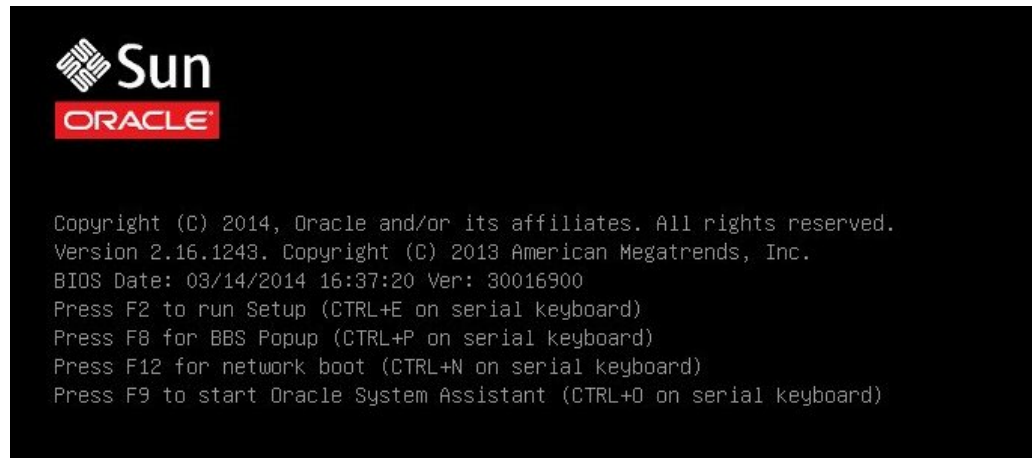 Sun
ORACLE®
Copyright (C) 2014, Oracle and/or its affiliates. All rights reserved.
Version 2.16.1243. Copyright (C) 2013 American Megatrends, Inc.
BIOS Date: 03/14/2014 16:37:20 Ver: 30016900
Press F2 to run Setup (CTRL+E on serial keyboard)
Press F8 for BBS Popup (CTRL+P on serial keyboard)
Press F12 for network boot (CTRL+N on serial keyboard)
Press F9 to start Oracle System Assistant (CTRL+O on serial keyboard)